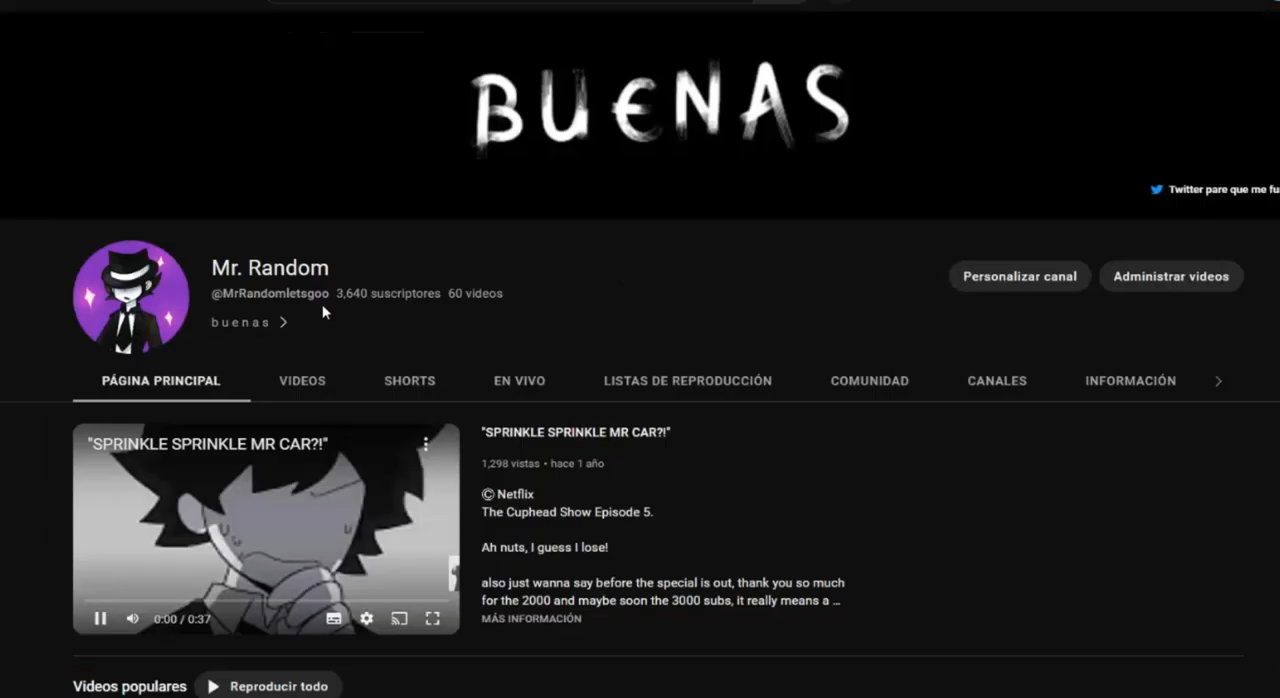 BUENAS
Twitter pare que me fu
Mr. Random
@MrRandomletsgoo 3,640 suscriptores 60 videos
buenas
Personalizar canal
Administrar videos
PÁGINA PRINCIPAL
VIDEOS
SHORTS
EN VIVO
LISTAS DE REPRODUCCIÓN
COMUNIDAD
CANALES
INFORMACIÓN
"SPRINKLE SPRINKLE MR CAR?!"
0:00 / 0:37
"SPRINKLE SPRINKLE MR CAR?!"
1,298 vistas • hace 1 año
© Netflix
The Cuphead Show Episode 5.
Ah nuts, I guess I lose!
also just wanna say before the special is out, thank you so much
for the 2000 and maybe soon the 3000 subs, it really means a ...
MÁS INFORMACIÓN
Videos populares
Reproducir todo